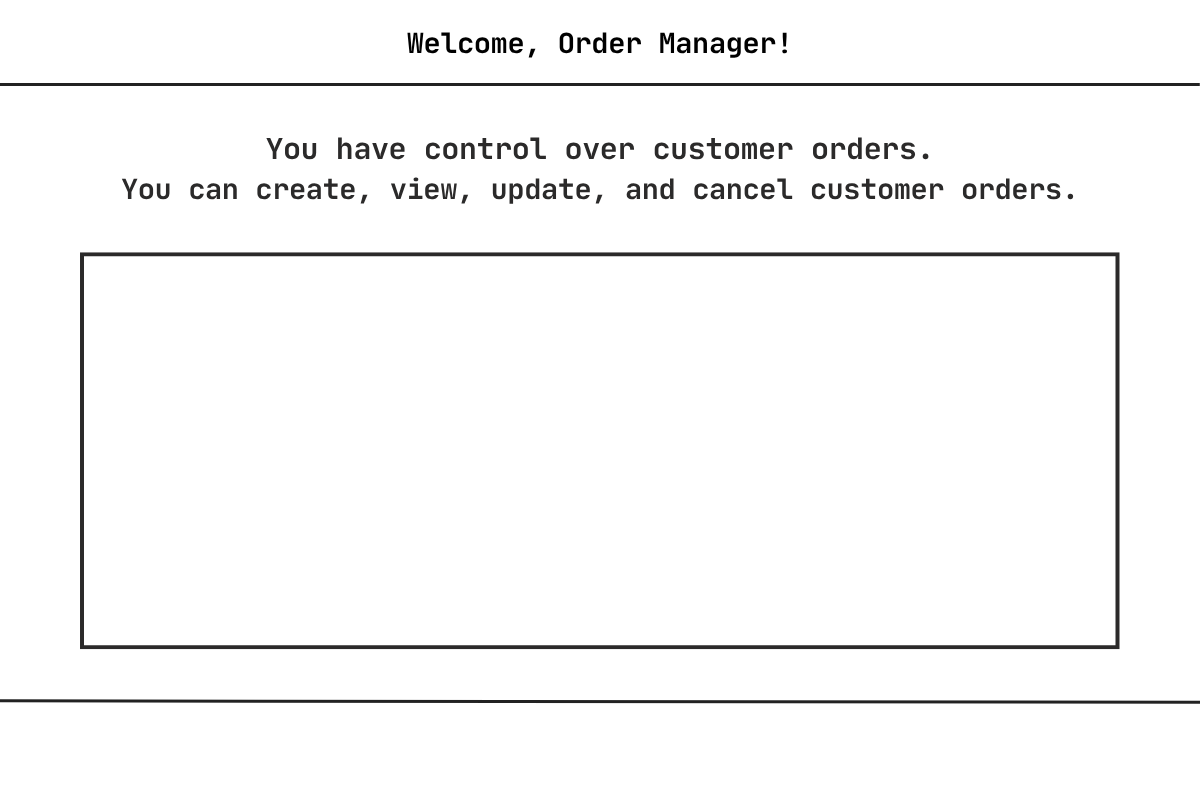 Welcome, Order Manager!
You have control over customer orders.
You can create, view, update, and cancel customer orders.